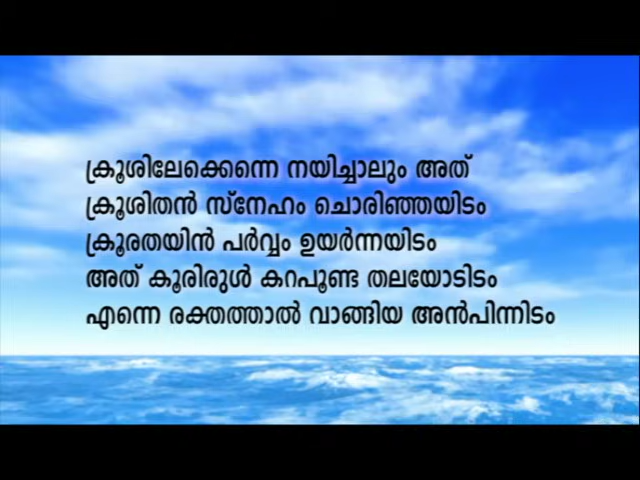 ക്രൂശിലേക്കെന്നെ നയിച്ചാലും അത്
ക്രൂശിതൻ സ്നേഹം ചൊരിഞ്ഞയിടം
ക്രൂരതയിൻ പർവ്വം ഉയർന്നയിടം
അത് കൂരിരുൾ കറപൂണ്ട തലയോടിടം
എന്നെ രക്തത്താൽ വാങ്ങിയ അൻപിന്നിടം